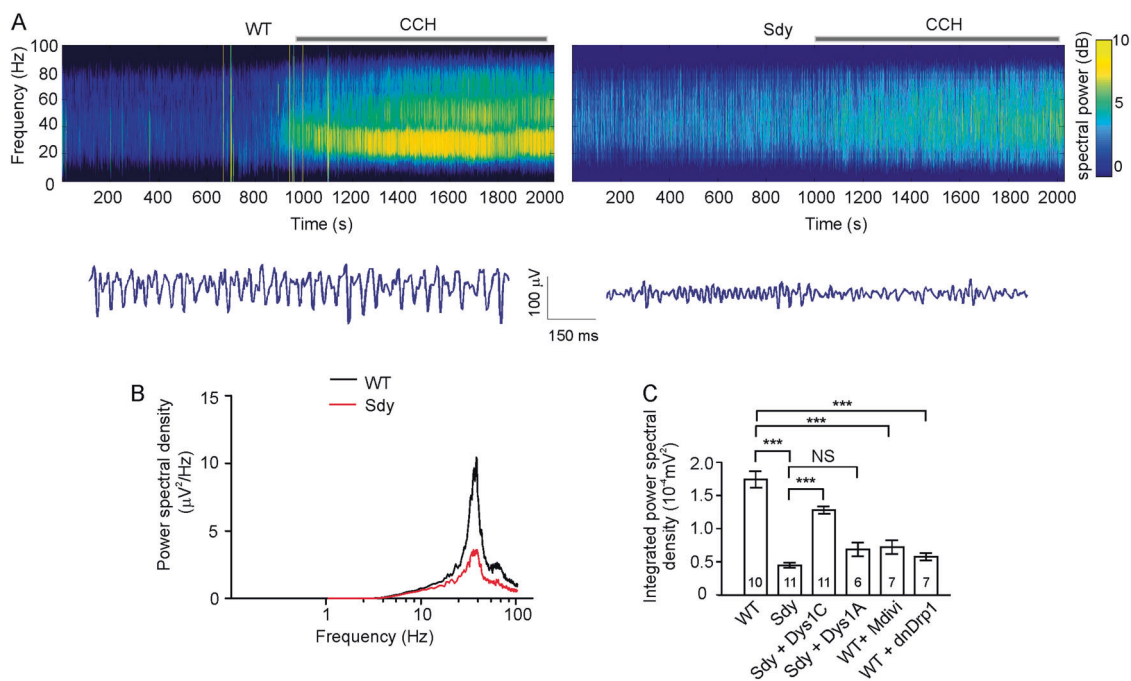 A
WT
CCH
Sdy
CCH
Frequency (Hz)
100
80
60
40
20
0
200 400 600 800 1000 1200 1400 1600 1800 2000
Time (s)
200 400 600 800 1000 1200 1400 1600 1800 2000
Time (s)
10
5
0
spectral power (dB)
100 µV
150 ms
B
WT
Sdy
Power spectral density
(µV²/Hz)
15
10
5
0
1 10 100
Frequency (Hz)
C
***
***
*** NS
***
Integrated power spectral
density (10⁻⁴mV²)
2.0
1.5
1.0
0.5
0
10 11 11 6 7 7
WT
Sdy
Sdy + Dys1C
Sdy + Dys1A
WT+ Mdivi
WT + dnDrp1